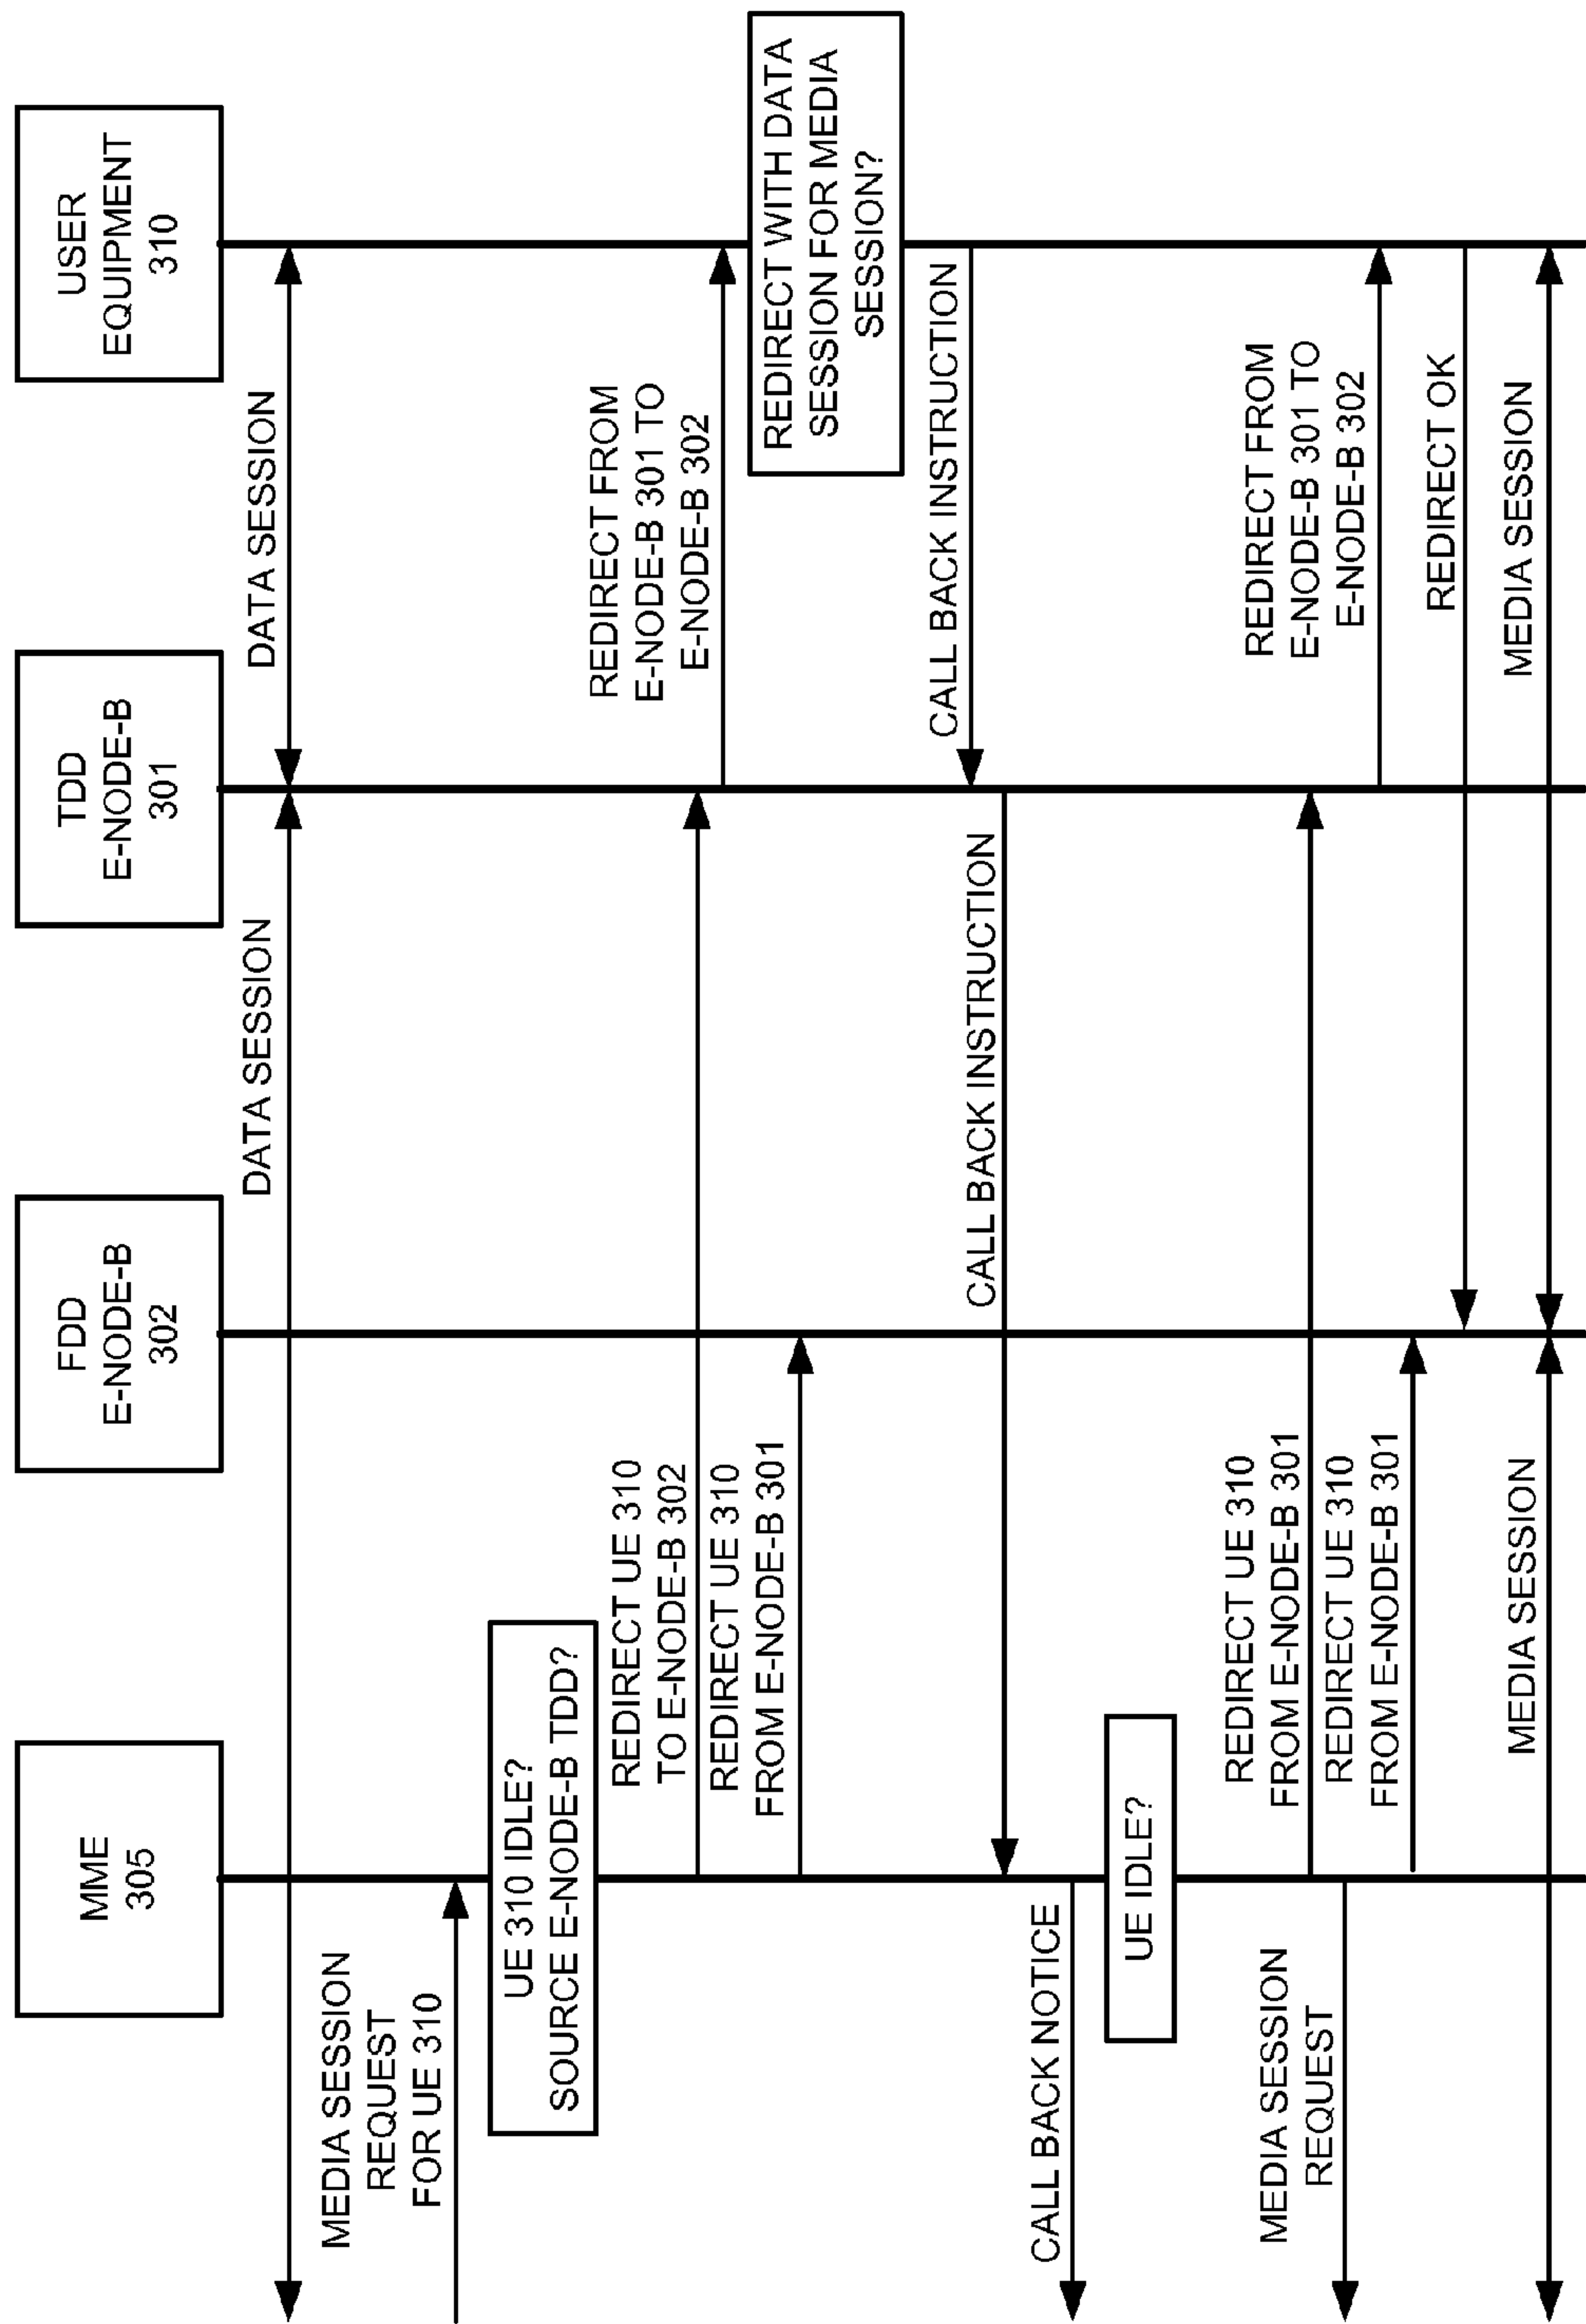 USER
EQUIPMENT
310
TDD
E-NODE-B
301
FDD
E-NODE-B
302
MME
305
DATA SESSION
DATA SESSION
MEDIA SESSION
REQUEST
FOR UE 310
UE 310 IDLE?
SOURCE E-NODE-B TDD?
REDIRECT UE 310
TO E-NODE-B 302
REDIRECT FROM
E-NODE-B 301 TO
E-NODE-B 302
REDIRECT UE 310
FROM E-NODE-B 301
REDIRECT WITH DATA
SESSION FOR MEDIA
SESSION?
CALL BACK INSTRUCTION
CALL BACK INSTRUCTION
CALL BACK NOTICE
UE IDLE?
REDIRECT UE 310
FROM E-NODE-B 301
MEDIA SESSION
REQUEST
REDIRECT FROM
E-NODE-B 301 TO
E-NODE-B 302
REDIRECT UE 310
FROM E-NODE-B 301
REDIRECT OK
MEDIA SESSION
MEDIA SESSION